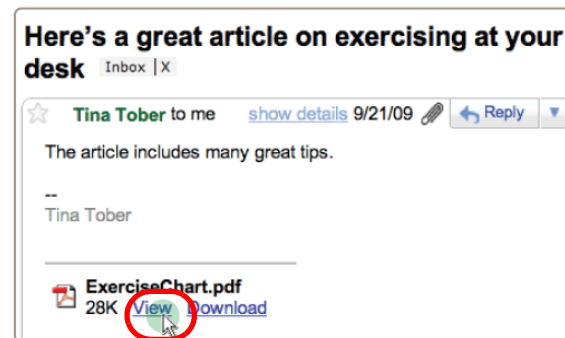 Here's a great article on exercising at your
desk Inbox | X
Tina Tober to me show details 9/21/09 Reply
The article includes many great tips.
--
Tina Tober
ExerciseChart.pdf
28K View Download